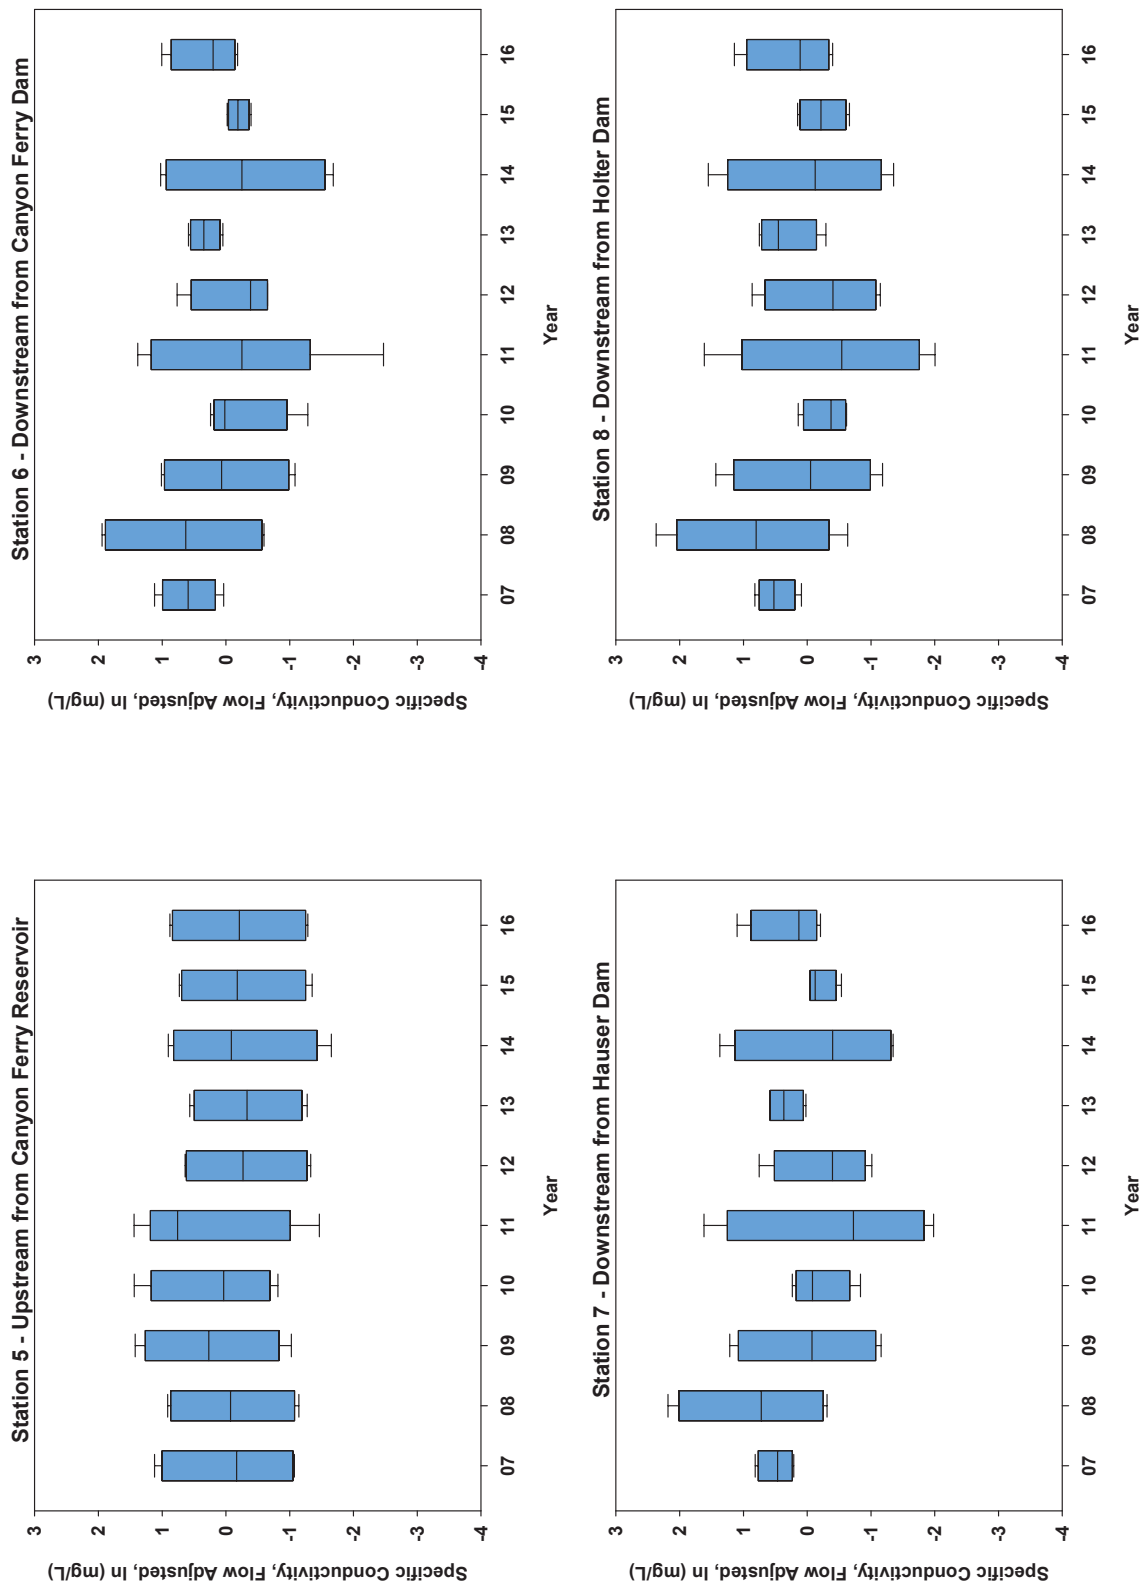 Station 5 - Upstream from Canyon Ferry Reservoir
Specific Conductivity, Flow Adjusted, ln (mg/L)
3
2
1
0
-1
-2
-3
-4
07 08 09 10 11 12 13 14 15 16
Year
Station 6 - Downstream from Canyon Ferry Dam
Specific Conductivity, Flow Adjusted, ln (mg/L)
3
2
1
0
-1
-2
-3
-4
07 08 09 10 11 12 13 14 15 16
Year
Station 7 - Downstream from Hauser Dam
Specific Conductivity, Flow Adjusted, ln (mg/L)
3
2
1
0
-1
-2
-3
-4
07 08 09 10 11 12 13 14 15 16
Year
Station 8 - Downstream from Holter Dam
Specific Conductivity, Flow Adjusted, ln (mg/L)
3
2
1
0
-1
-2
-3
-4
07 08 09 10 11 12 13 14 15 16
Year